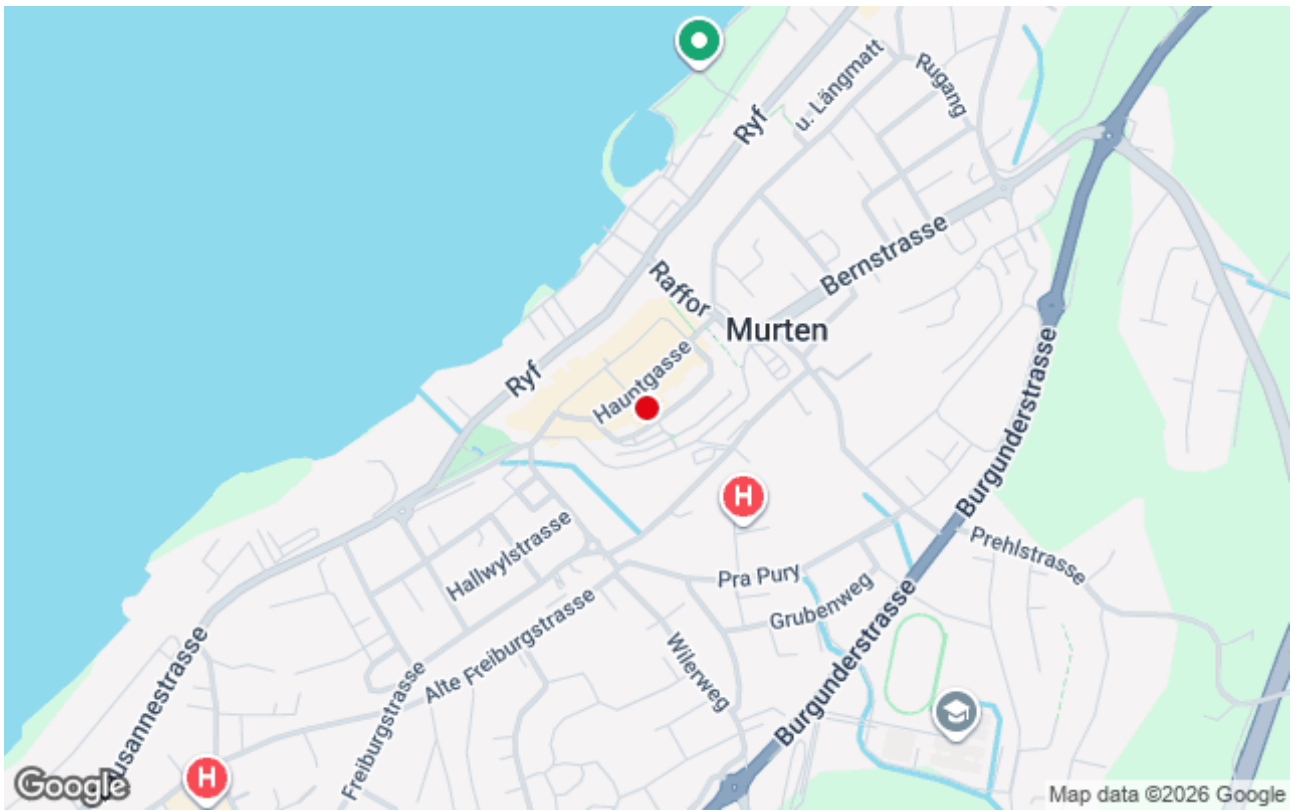 u. Längmatt
Rugang
Ryf
Bernstrasse
Raffor
Murten
Hauptgasse
Ryf
Burgunderstrasse
H
Prehlstrasse
Hallwylstrasse
Pra Pury
Grubenweg
Alte Freiburgstrasse
Wilerweg
Burgunderstrasse
usannestrasse
Freiburgstrasse
H
Google
Map data ©2026 Google